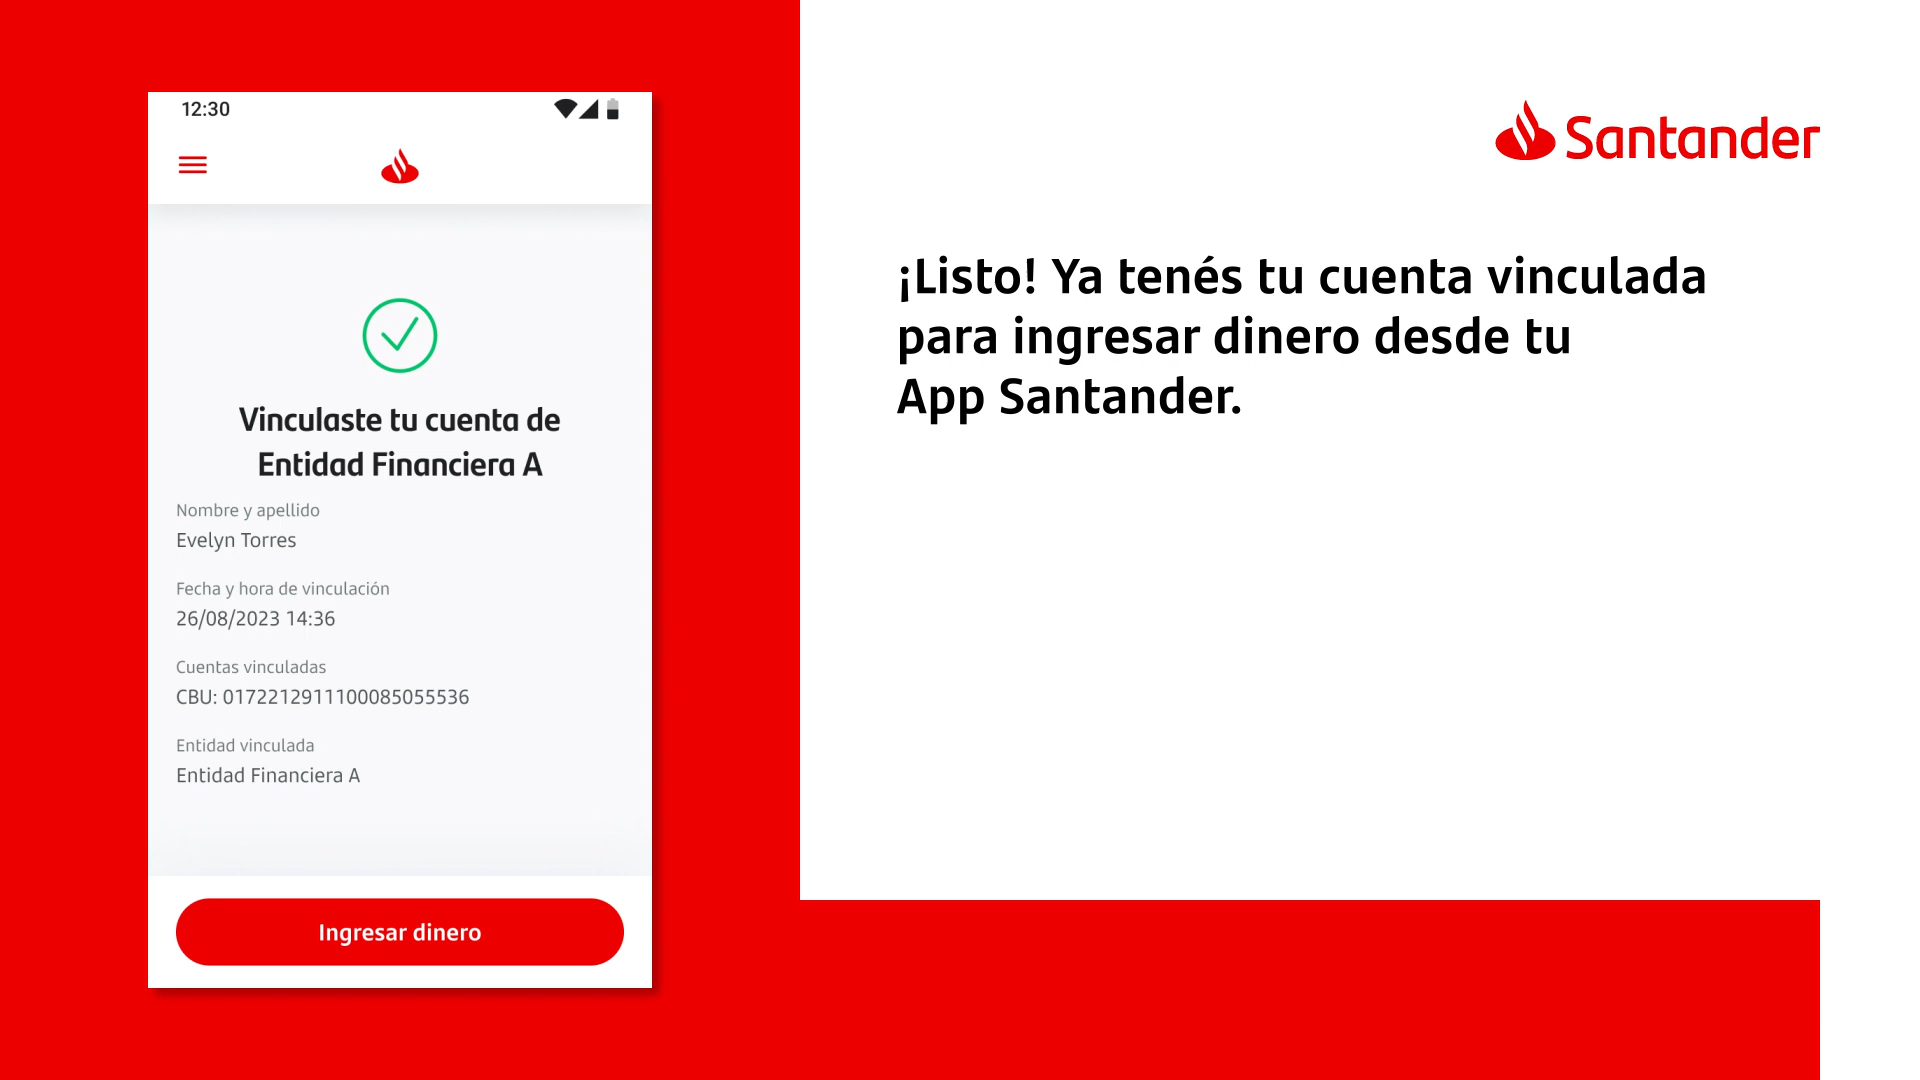 12:30
Vinculaste tu cuenta de
Entidad Financiera A
Nombre y apellido
Evelyn Torres
Fecha y hora de vinculación
26/08/2023 14:36
Cuentas vinculadas
CBU: 0172212911100085055536
Entidad vinculada
Entidad Financiera A
Ingresar dinero
Santander
¡Listo! Ya tenés tu cuenta vinculada
para ingresar dinero desde tu
App Santander.